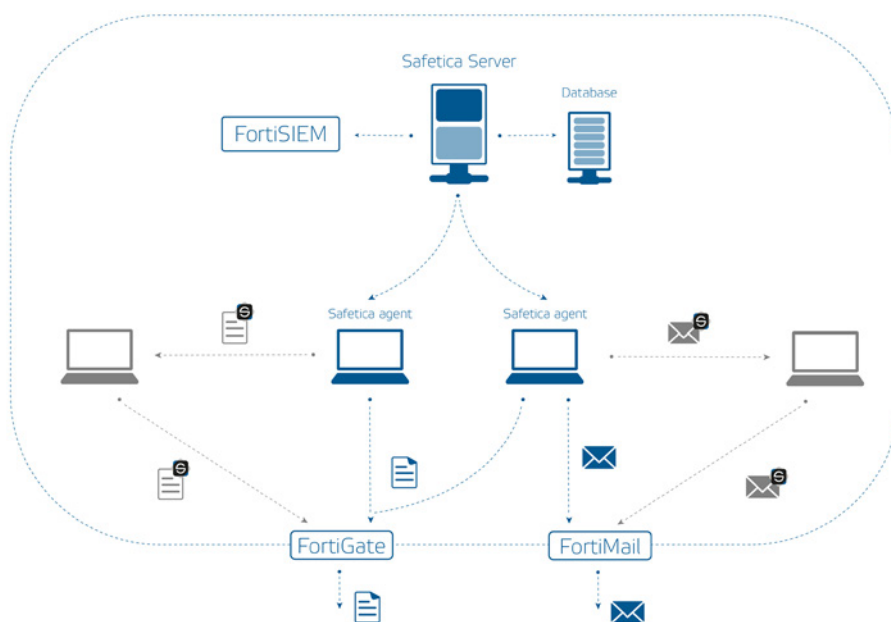 Safetica Server
Database
FortiSIEM
Safetica agent
Safetica agent
FortiGate
FortiMail